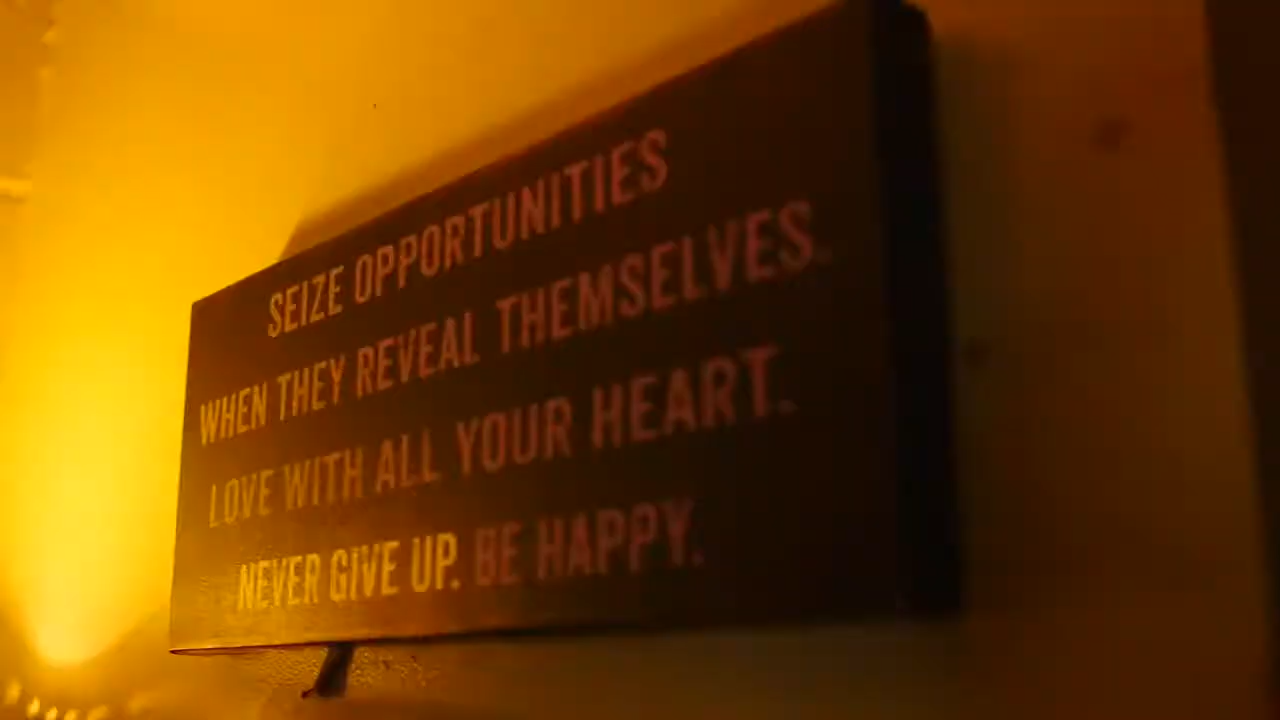 SEIZE OPPORTUNITIES
WHEN THEY REVEAL THEMSELVES.
LOVE WITH ALL YOUR HEART.
NEVER GIVE UP. BE HAPPY.